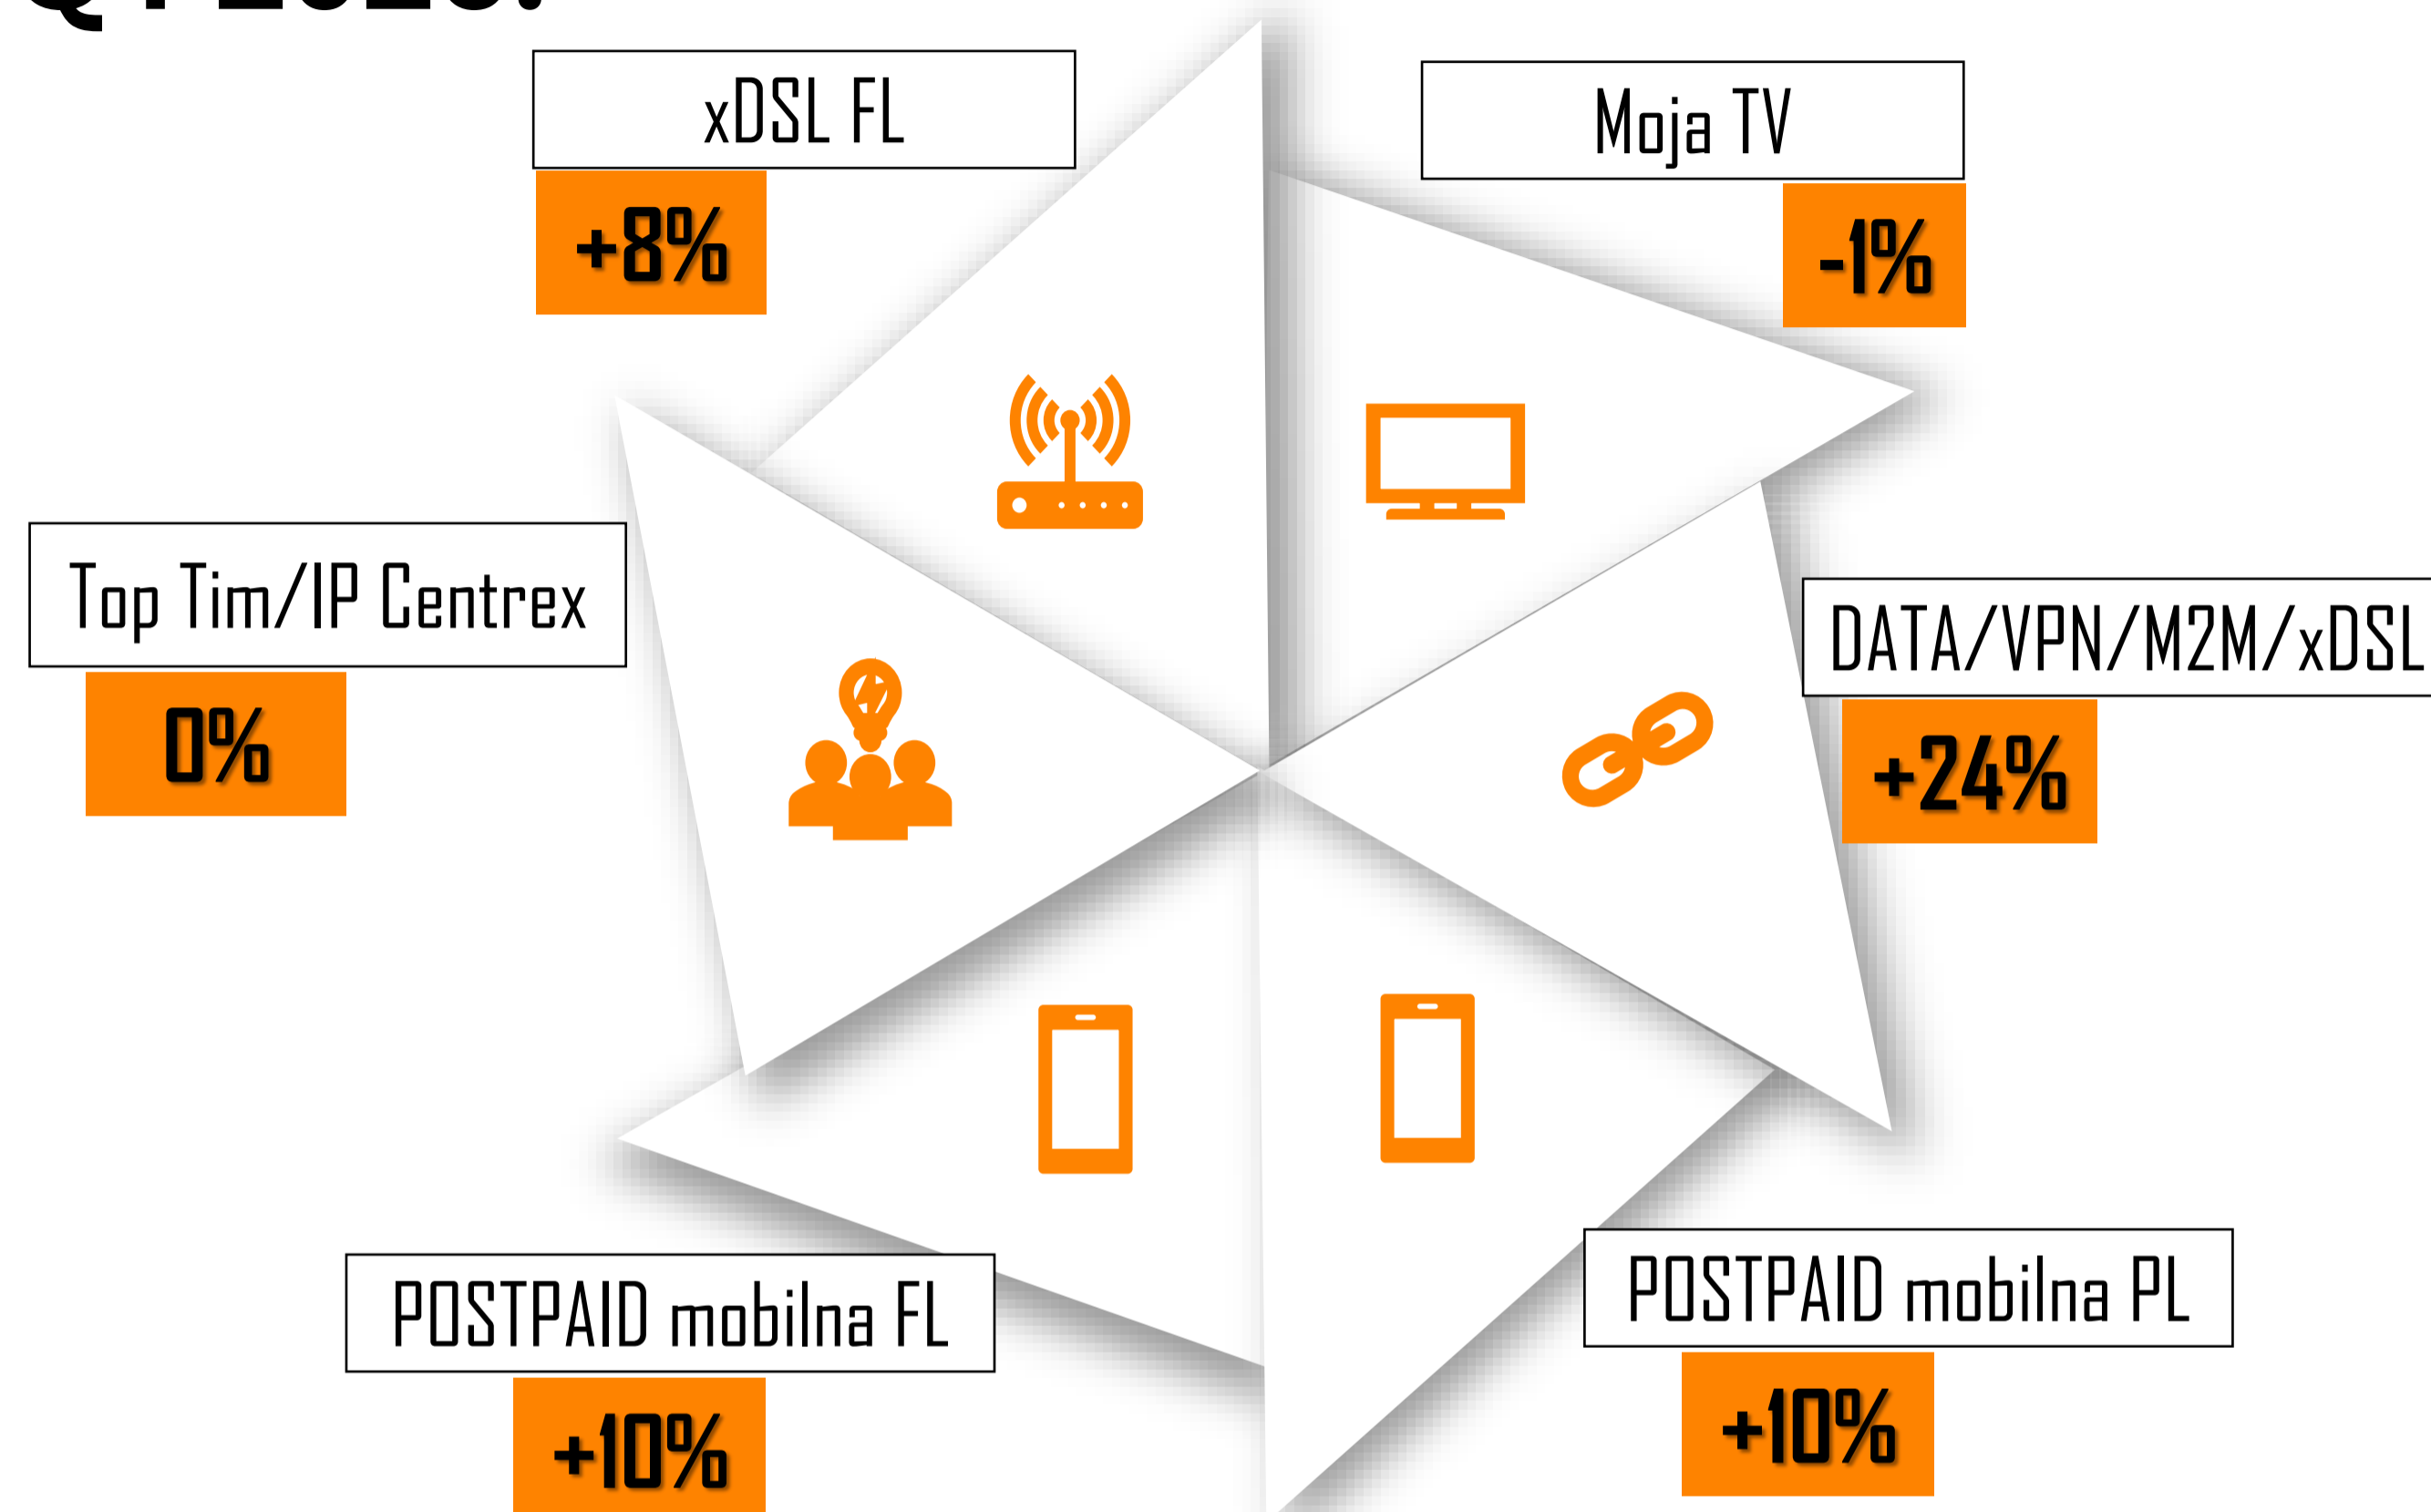 xDSL FL
+8%
Moja TV
-1%
Top Tim/IP Centrex
0%
DATA/VPN/M2M/xDSL
+24%
POSTPAID mobilna FL
+10%
POSTPAID mobilna PL
+10%